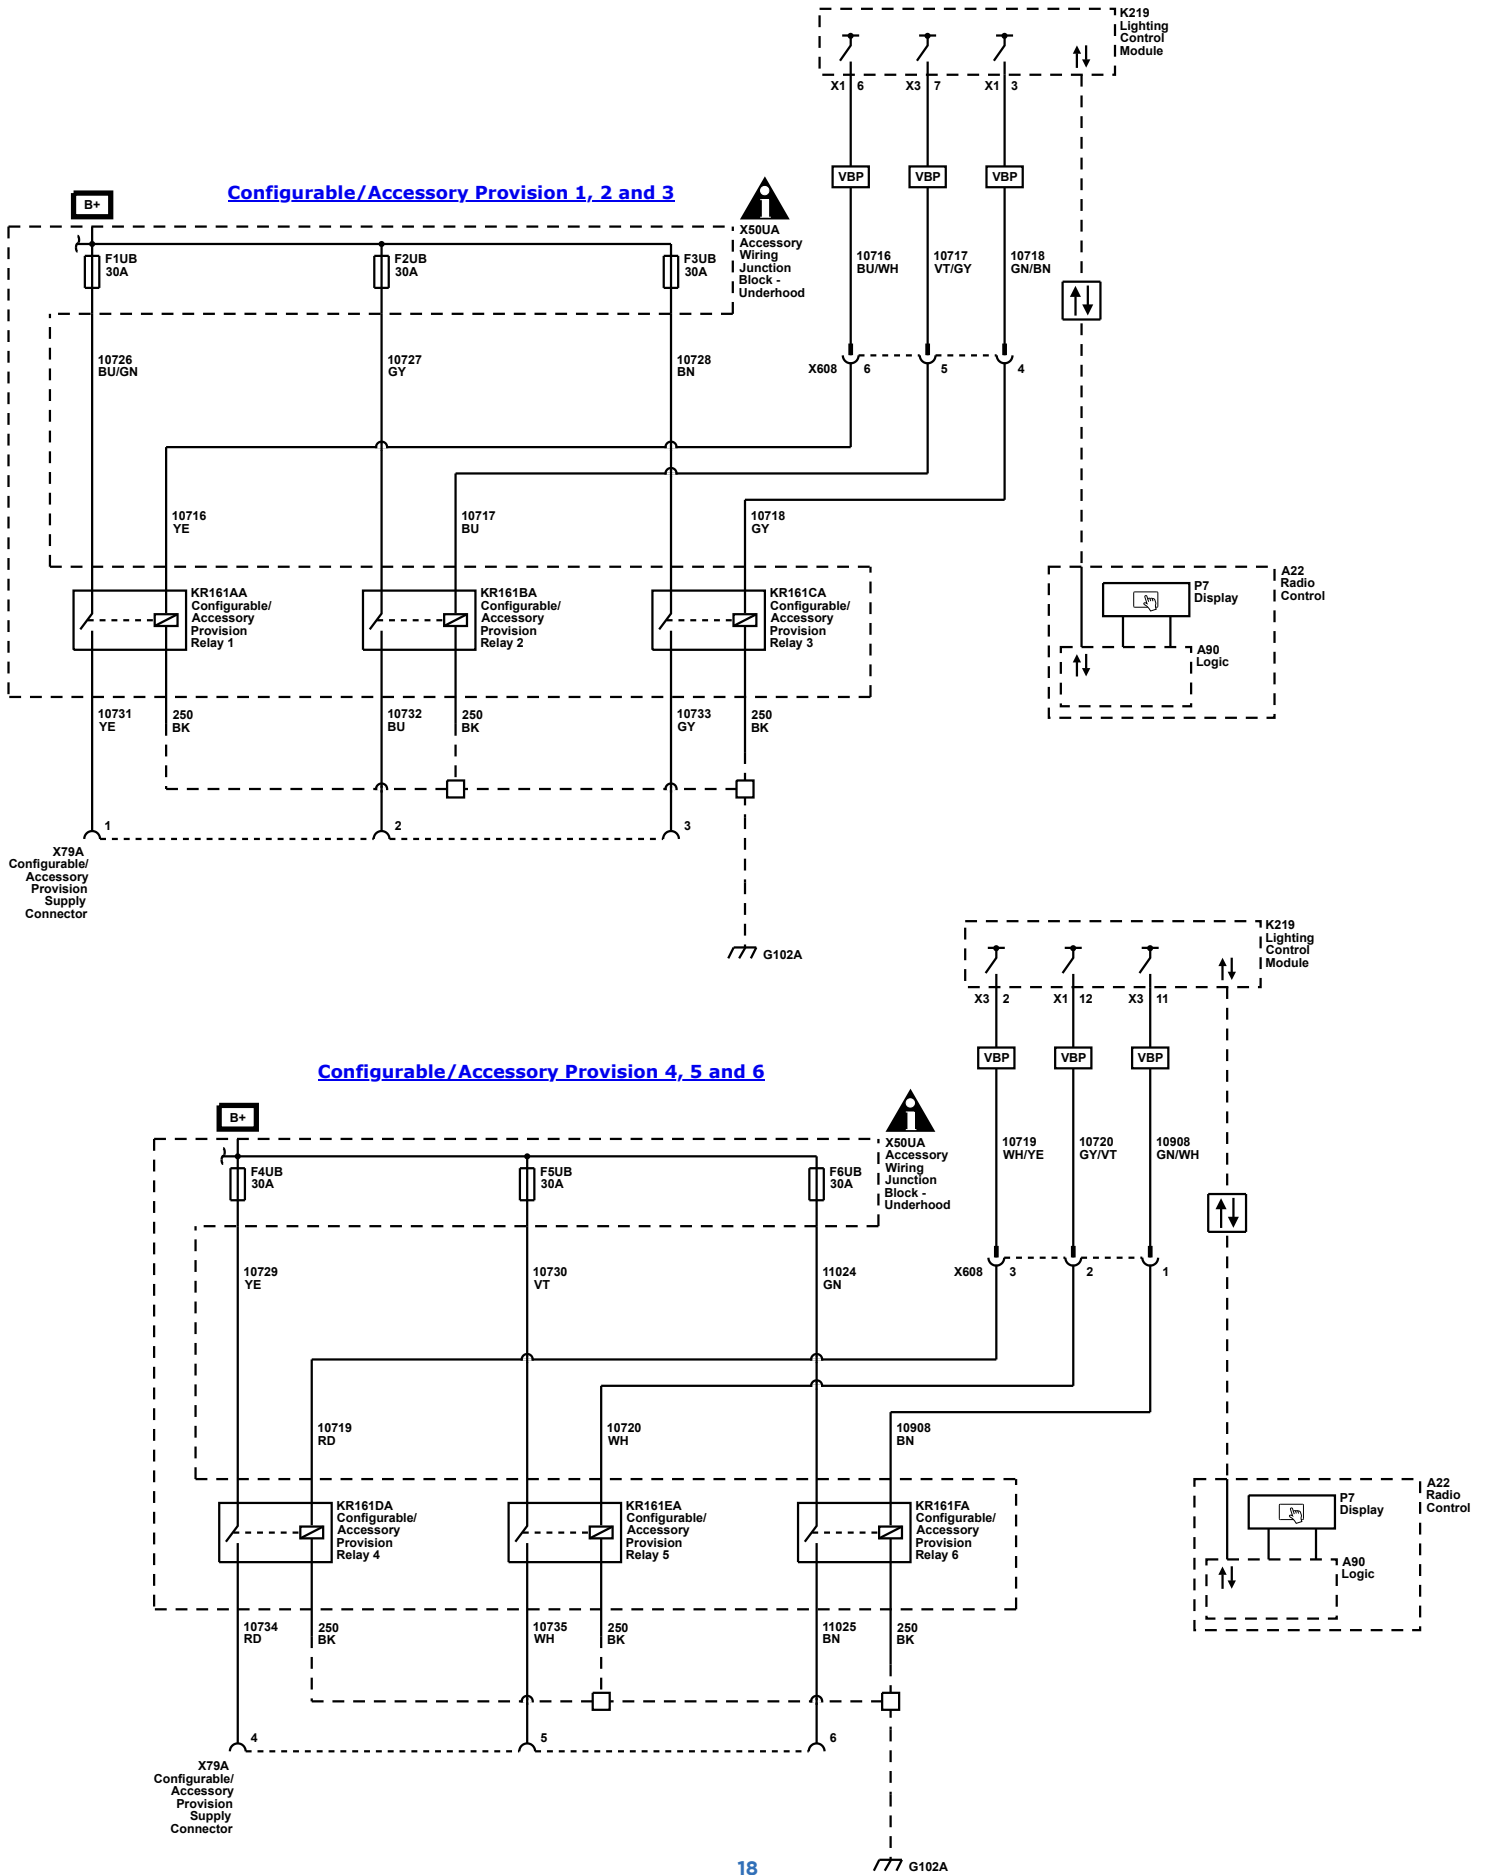 K219
Lighting
Control
Module
X1 6 X3 7 X1 3
VBP VBP VBP
Configurable/Accessory Provision 1, 2 and 3
B+
X50UA
Accessory
Wiring
Junction
Block -
Underhood
F1UB
30A
F2UB
30A
F3UB
30A
10716
BU/WH
10717
VT/GY
10718
GN/BN
10726
BU/GN
10727
GY
10728
BN
X608 6 5 4
10716
YE
10717
BU
10718
GY
KR161AA
Configurable/
Accessory
Provision
Relay 1
KR161BA
Configurable/
Accessory
Provision
Relay 2
KR161CA
Configurable/
Accessory
Provision
Relay 3
A22
Radio
Control
P7
Display
A90
Logic
10731
YE
250
BK
10732
BU
250
BK
10733
GY
250
BK
1 2 3
X79A
Configurable/
Accessory
Provision
Supply
Connector
G102A
K219
Lighting
Control
Module
X3 2 X1 12 X3 11
VBP VBP VBP
Configurable/Accessory Provision 4, 5 and 6
B+
X50UA
Accessory
Wiring
Junction
Block -
Underhood
F4UB
30A
F5UB
30A
F6UB
30A
10719
WH/YE
10720
GY/VT
10908
GN/WH
10729
YE
10730
VT
11024
GN
X608 3 2 1
10719
RD
10720
WH
10908
BN
KR161DA
Configurable/
Accessory
Provision
Relay 4
KR161EA
Configurable/
Accessory
Provision
Relay 5
KR161FA
Configurable/
Accessory
Provision
Relay 6
A22
Radio
Control
P7
Display
A90
Logic
10734
RD
250
BK
10735
WH
250
BK
11025
BN
250
BK
4 5 6
X79A
Configurable/
Accessory
Provision
Supply
Connector
G102A
18